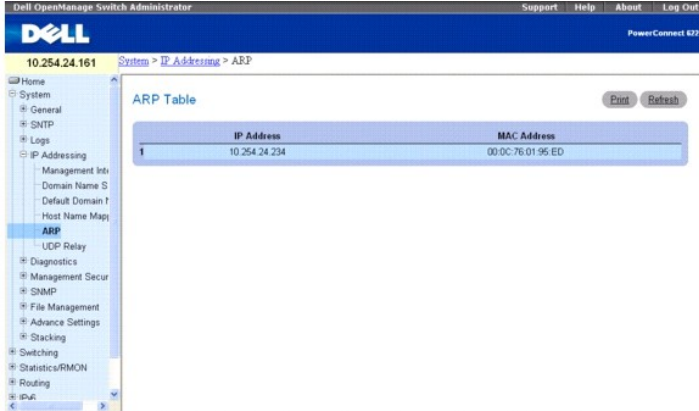 Dell OpenManage Switch Administrator Support Help About Log Out
DELL
PowerConnect 622
10.254.24.161
System > IP Addressing > ARP
Home
System
General
SNTP
Logs
IP Addressing
Management Inte
Domain Name S
Default Domain N
Host Name Mapp
ARP
UDP Relay
Diagnostics
Management Secur
SNMP
File Management
Advance Settings
Stacking
Switching
Statistics/RMON
Routing
IPv6
ARP Table
Print Refresh
IP Address MAC Address
1 10.254.24.234 00:0C:76:01:95:ED